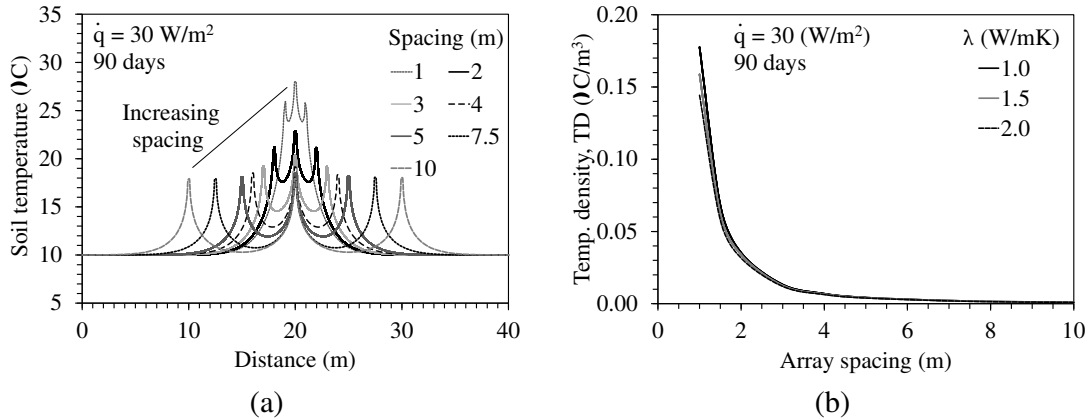 q̇ = 30 W/m²
90 days
Spacing (m)
1 2
3 4
5 7.5
10
Increasing
spacing
Soil temperature (℃)
35
30
25
20
15
10
5
0 10 20 30 40
Distance (m)
(a)
q̇ = 30 (W/m²)
90 days
λ (W/mK)
1.0
1.5
2.0
Temp. density, TD (℃/m³)
0.20
0.15
0.10
0.05
0.00
0 2 4 6 8 10
Array spacing (m)
(b)